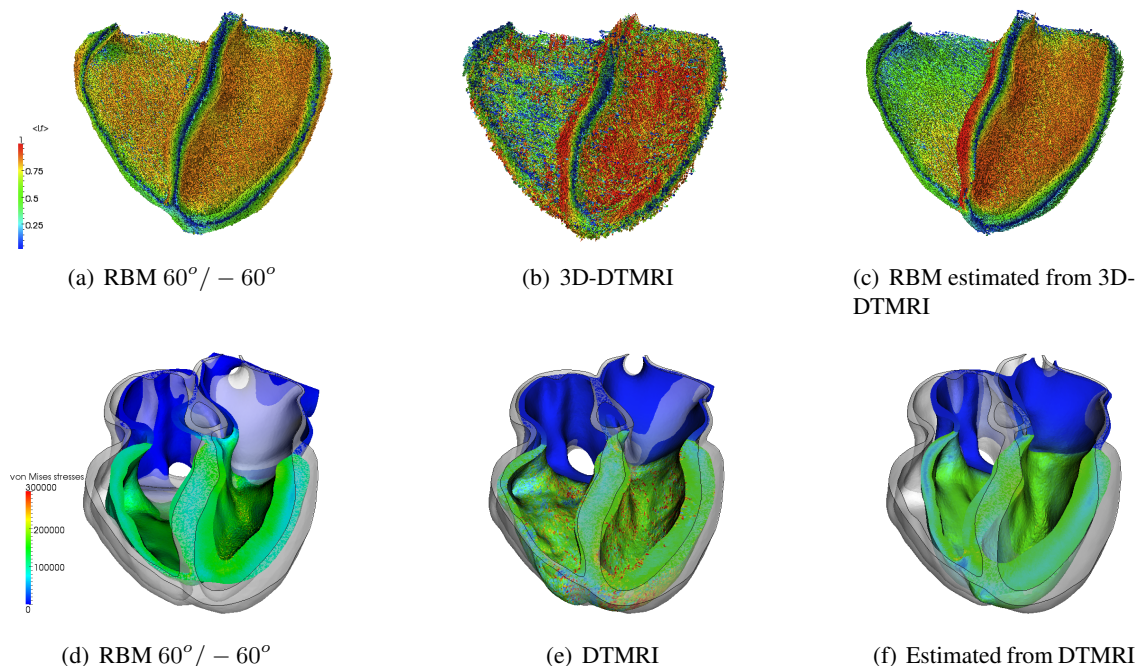 <lf>
1
0.75
0.5
0.25
(a) RBM 60° / − 60°
(b) 3D-DTMRI
(c) RBM estimated from 3D-
DTMRI
von Mises stresses
300000
200000
100000
0
(d) RBM 60° / − 60°
(e) DTMRI
(f) Estimated from DTMRI